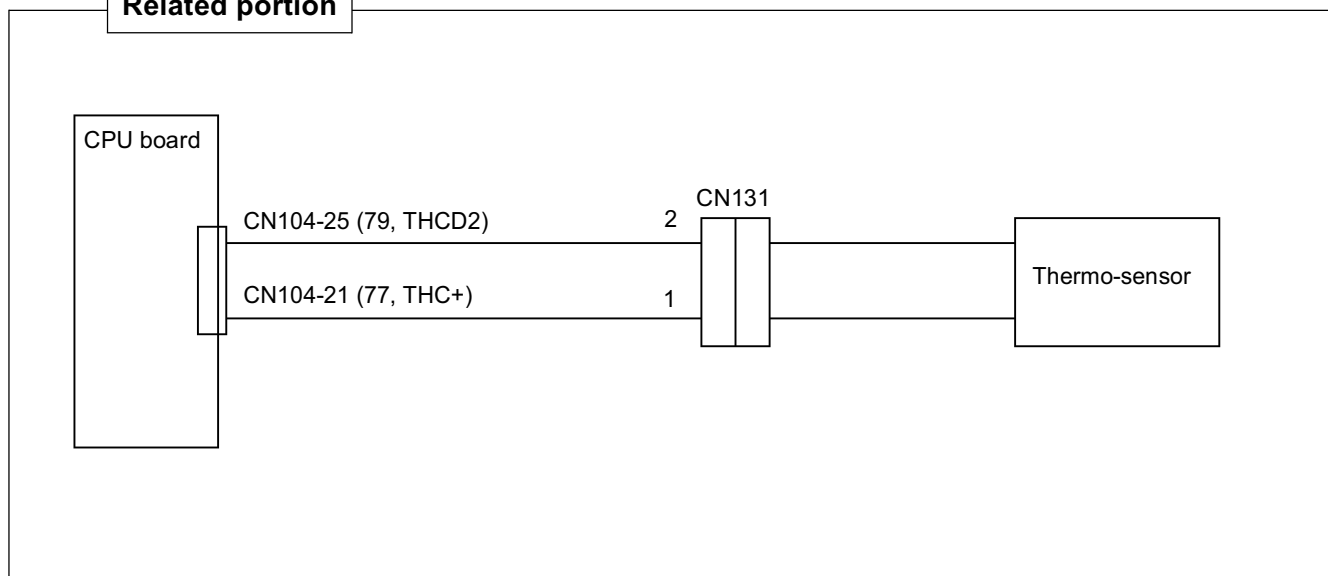 Related portion
CPU board
CN131
CN104-25 (79, THCD2)
2
Thermo-sensor
CN104-21 (77, THC+)
1